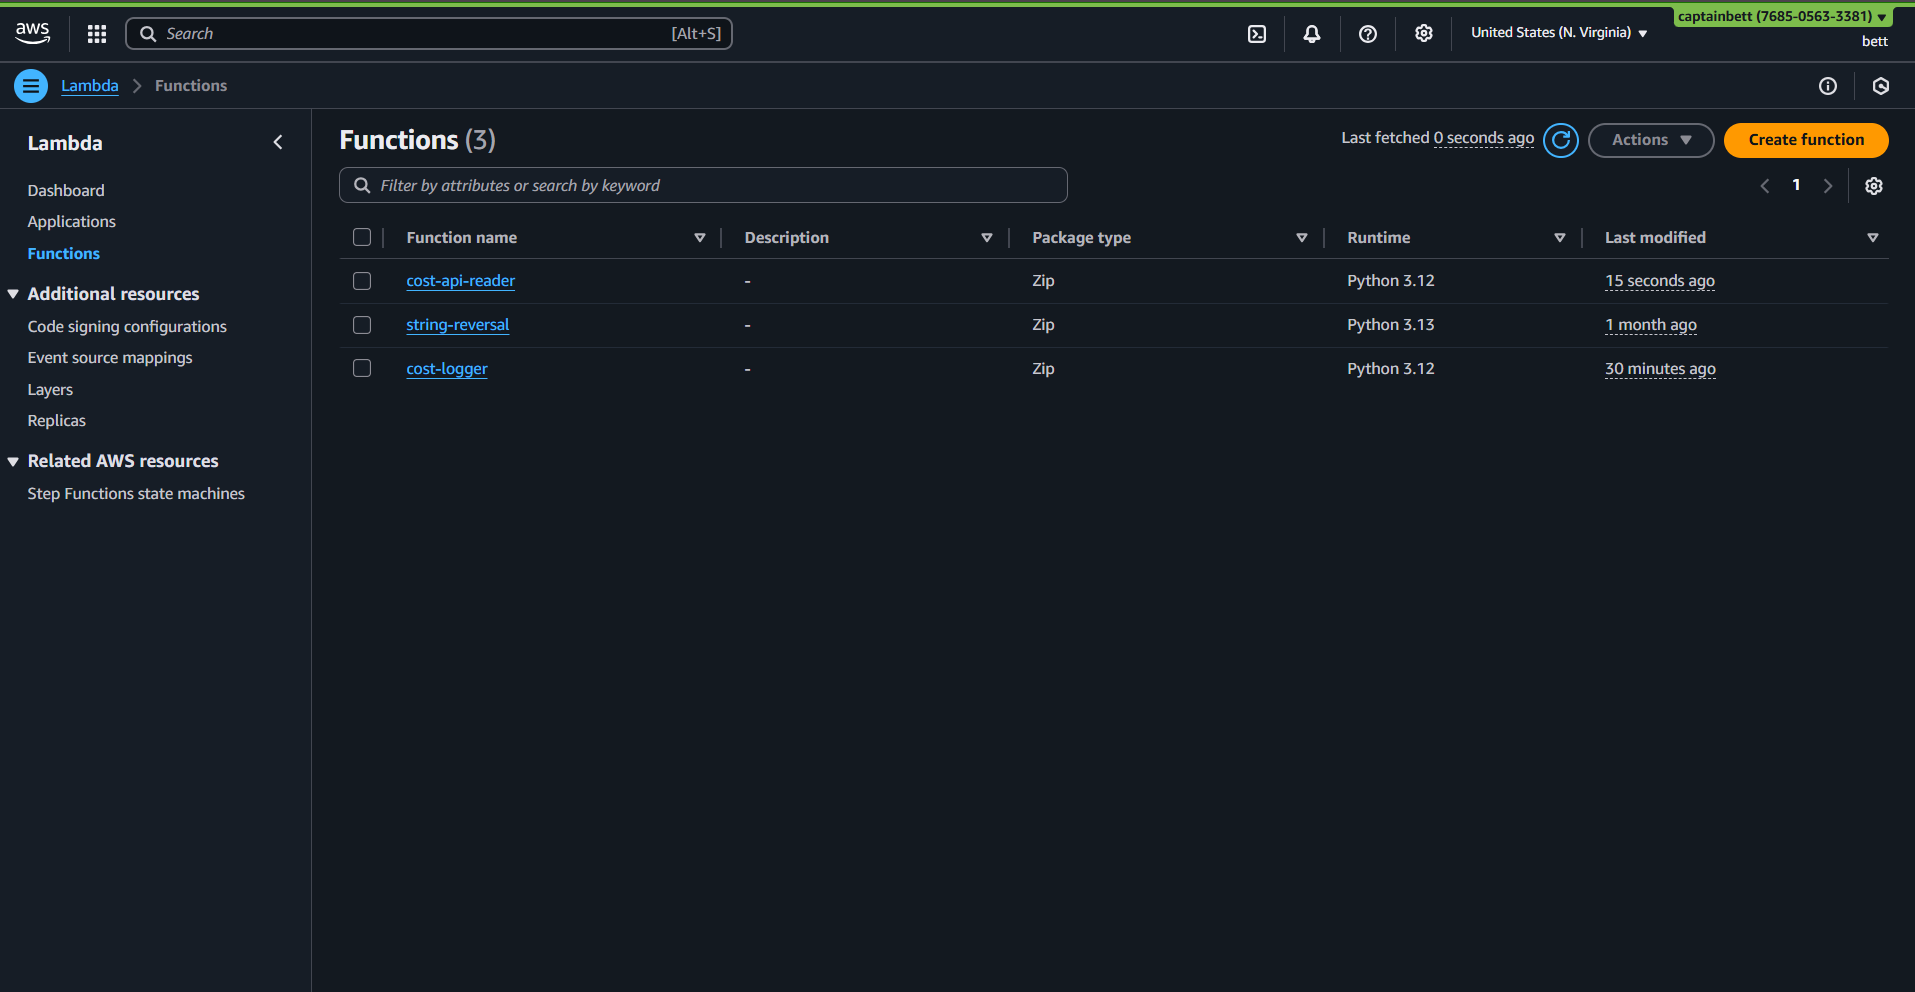 aws
Search [Alt+S]
United States (N. Virginia)
captainbett (7685-0563-3381)
bett
Lambda
Functions
Lambda
Dashboard
Applications
Functions
Additional resources
Code signing configurations
Event source mappings
Layers
Replicas
Related AWS resources
Step Functions state machines
Functions (3)
Last fetched 0 seconds ago
Actions
Create function
Filter by attributes or search by keyword
1
Function name Description Package type Runtime Last modified
cost-api-reader - Zip Python 3.12 15 seconds ago
string-reversal - Zip Python 3.13 1 month ago
cost-logger - Zip Python 3.12 30 minutes ago